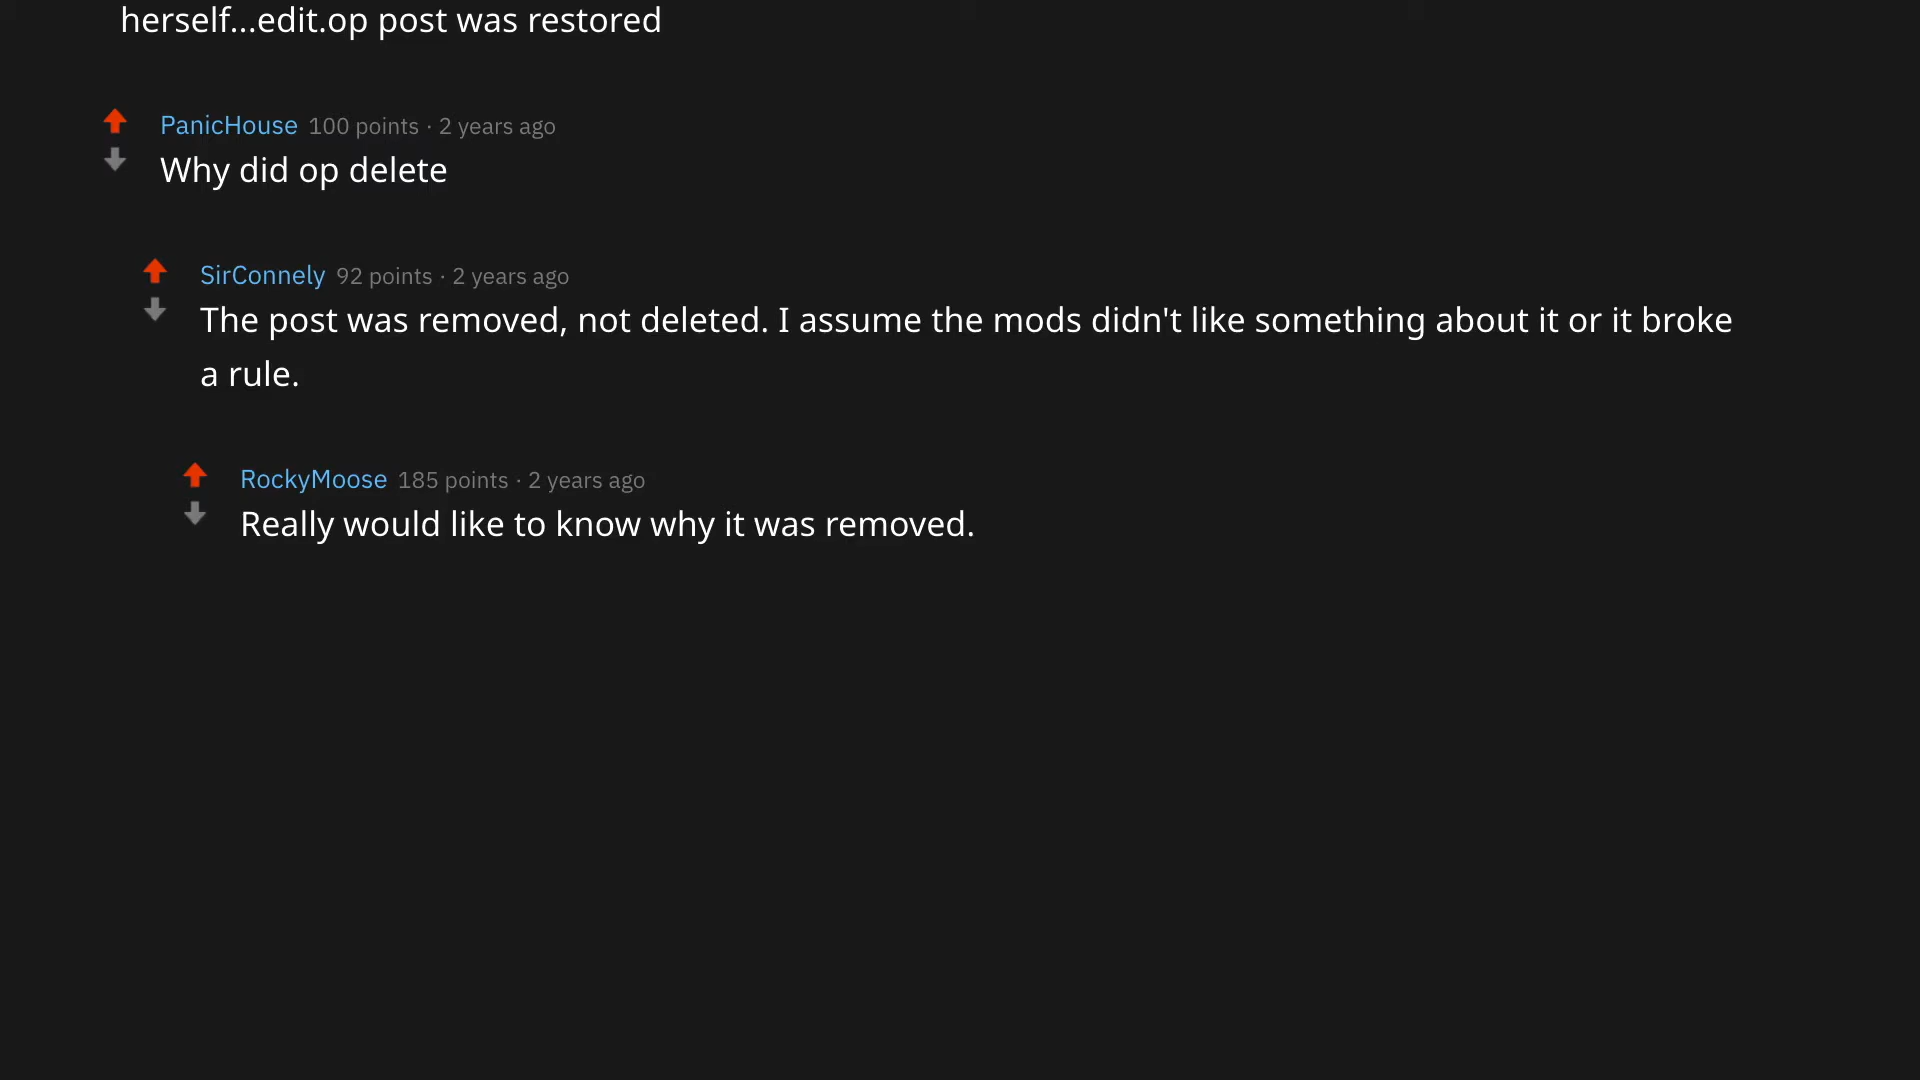 herself...edit.op post was restored
PanicHouse 100 points · 2 years ago
Why did op delete
SirConnely 92 points · 2 years ago
The post was removed, not deleted. I assume the mods didn't like something about it or it broke
a rule.
RockyMoose 185 points · 2 years ago
Really would like to know why it was removed.